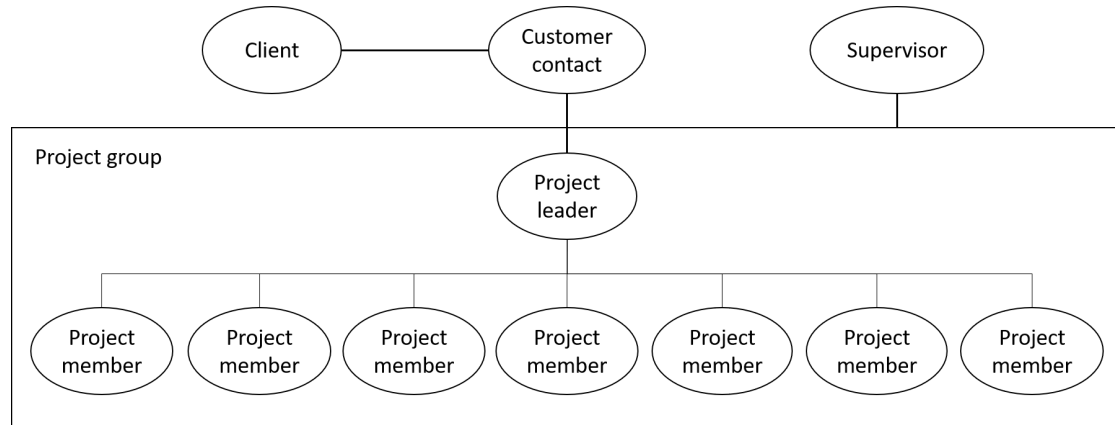 Client
Customer
contact
Supervisor
Project group
Project
leader
Project
member
Project
member
Project
member
Project
member
Project
member
Project
member
Project
member